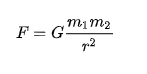 F = G\frac{m_1 m_2}{r^2}